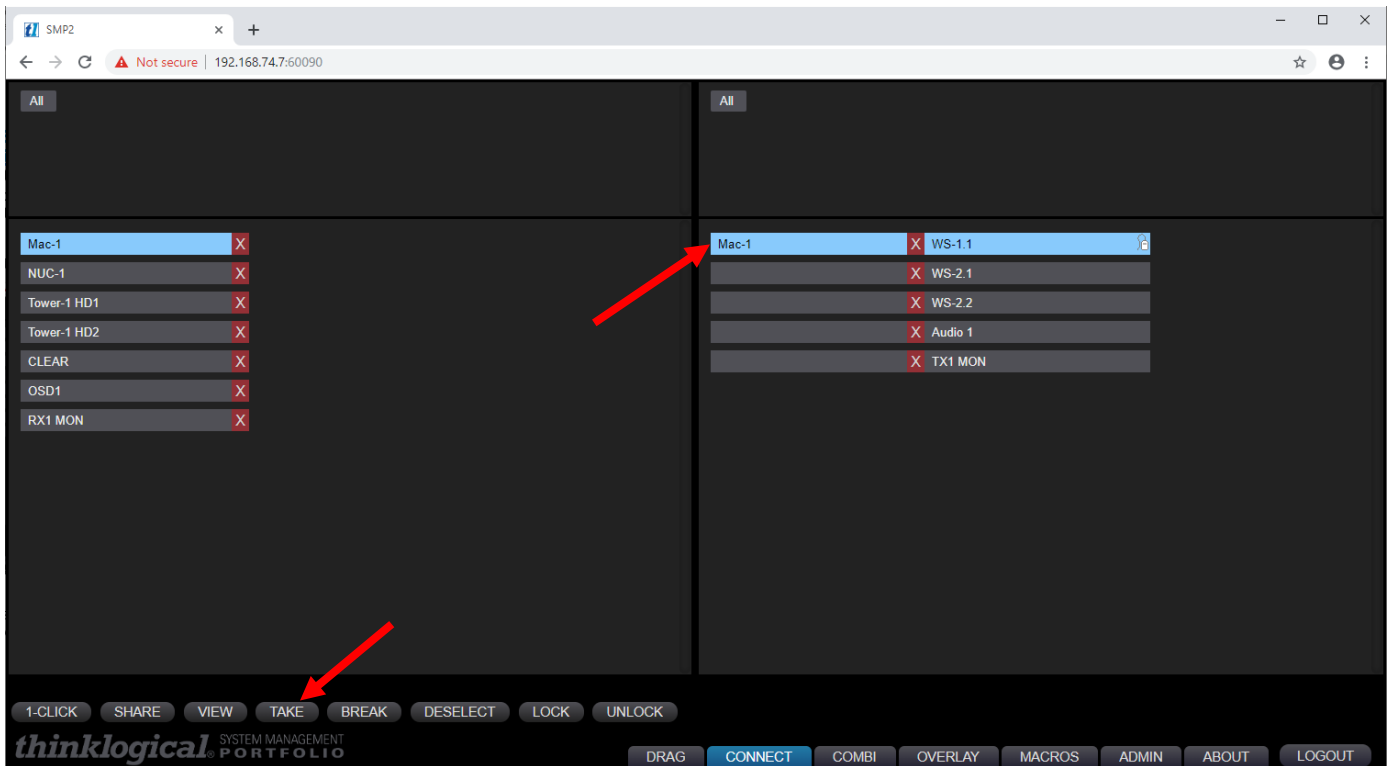 SMP2
Not secure | 192.168.74.7:60090
All
All
Mac-1 X
NUC-1 X
Tower-1 HD1 X
Tower-1 HD2 X
CLEAR X
OSD1 X
RX1 MON X
Mac-1 X WS-1.1
X WS-2.1
X WS-2.2
X Audio 1
X TX1 MON
1-CLICK SHARE VIEW TAKE BREAK DESELECT LOCK UNLOCK
thinklogical® SYSTEM MANAGEMENT
PORTFOLIO
DRAG CONNECT COMBI OVERLAY MACROS ADMIN ABOUT LOGOUT